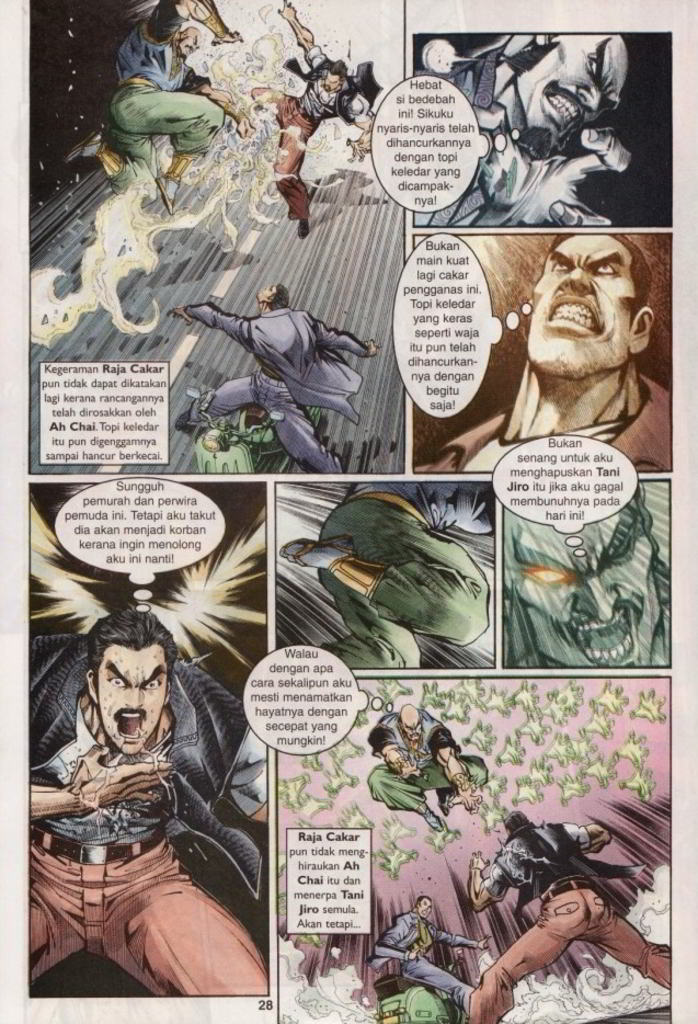 Hebat
si bedebah
ini! Sikuku
nyaris-nyaris telah
dihancurkannya
dengan topi
keledar yang
dicampak-
nya!
Bukan
main kuat
lagi cakar
pengganas ini.
Topi keledar
yang keras
seperti waja
itu pun telah
dihancurkan-
nya dengan
begitu
saja!
Kegeraman Raja Cakar
pun tidak dapat dikatakan
lagi kerana rancangannya
telah dirosakkan oleh
Ah Chai. Topi keledar
itu pun digenggamnya
sampai hancur berkecai.
Sungguh
pemurah dan perwira
pemuda ini. Tetapi aku takut
dia akan menjadi korban
kerana ingin menolong
aku ini nanti!
Bukan
senang untuk aku
menghapuskan Tani
Jiro itu jika aku gagal
membunuhnya pada
hari ini!
Walau
dengan apa
cara sekalipun aku
mesti menamatkan
hayatnya dengan
secepat yang
mungkin!
Raja Cakar
pun tidak meng-
hiraukan Ah
Chai itu dan
menerpa Tani
Jiro semula.
Akan tetapi...
28